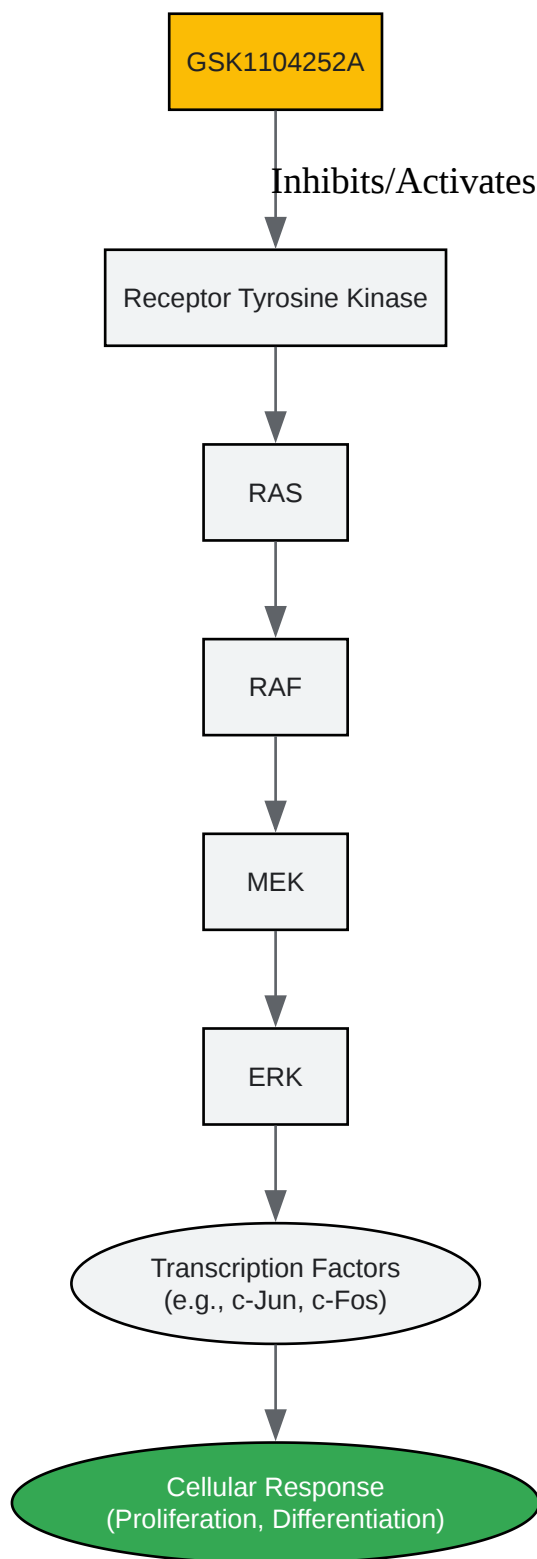 GSK1104252A
Inhibits/Activates
Receptor Tyrosine Kinase
RAS
RAF
MEK
ERK
Transcription Factors
(e.g., c-Jun, c-Fos)
Cellular Response
(Proliferation, Differentiation)